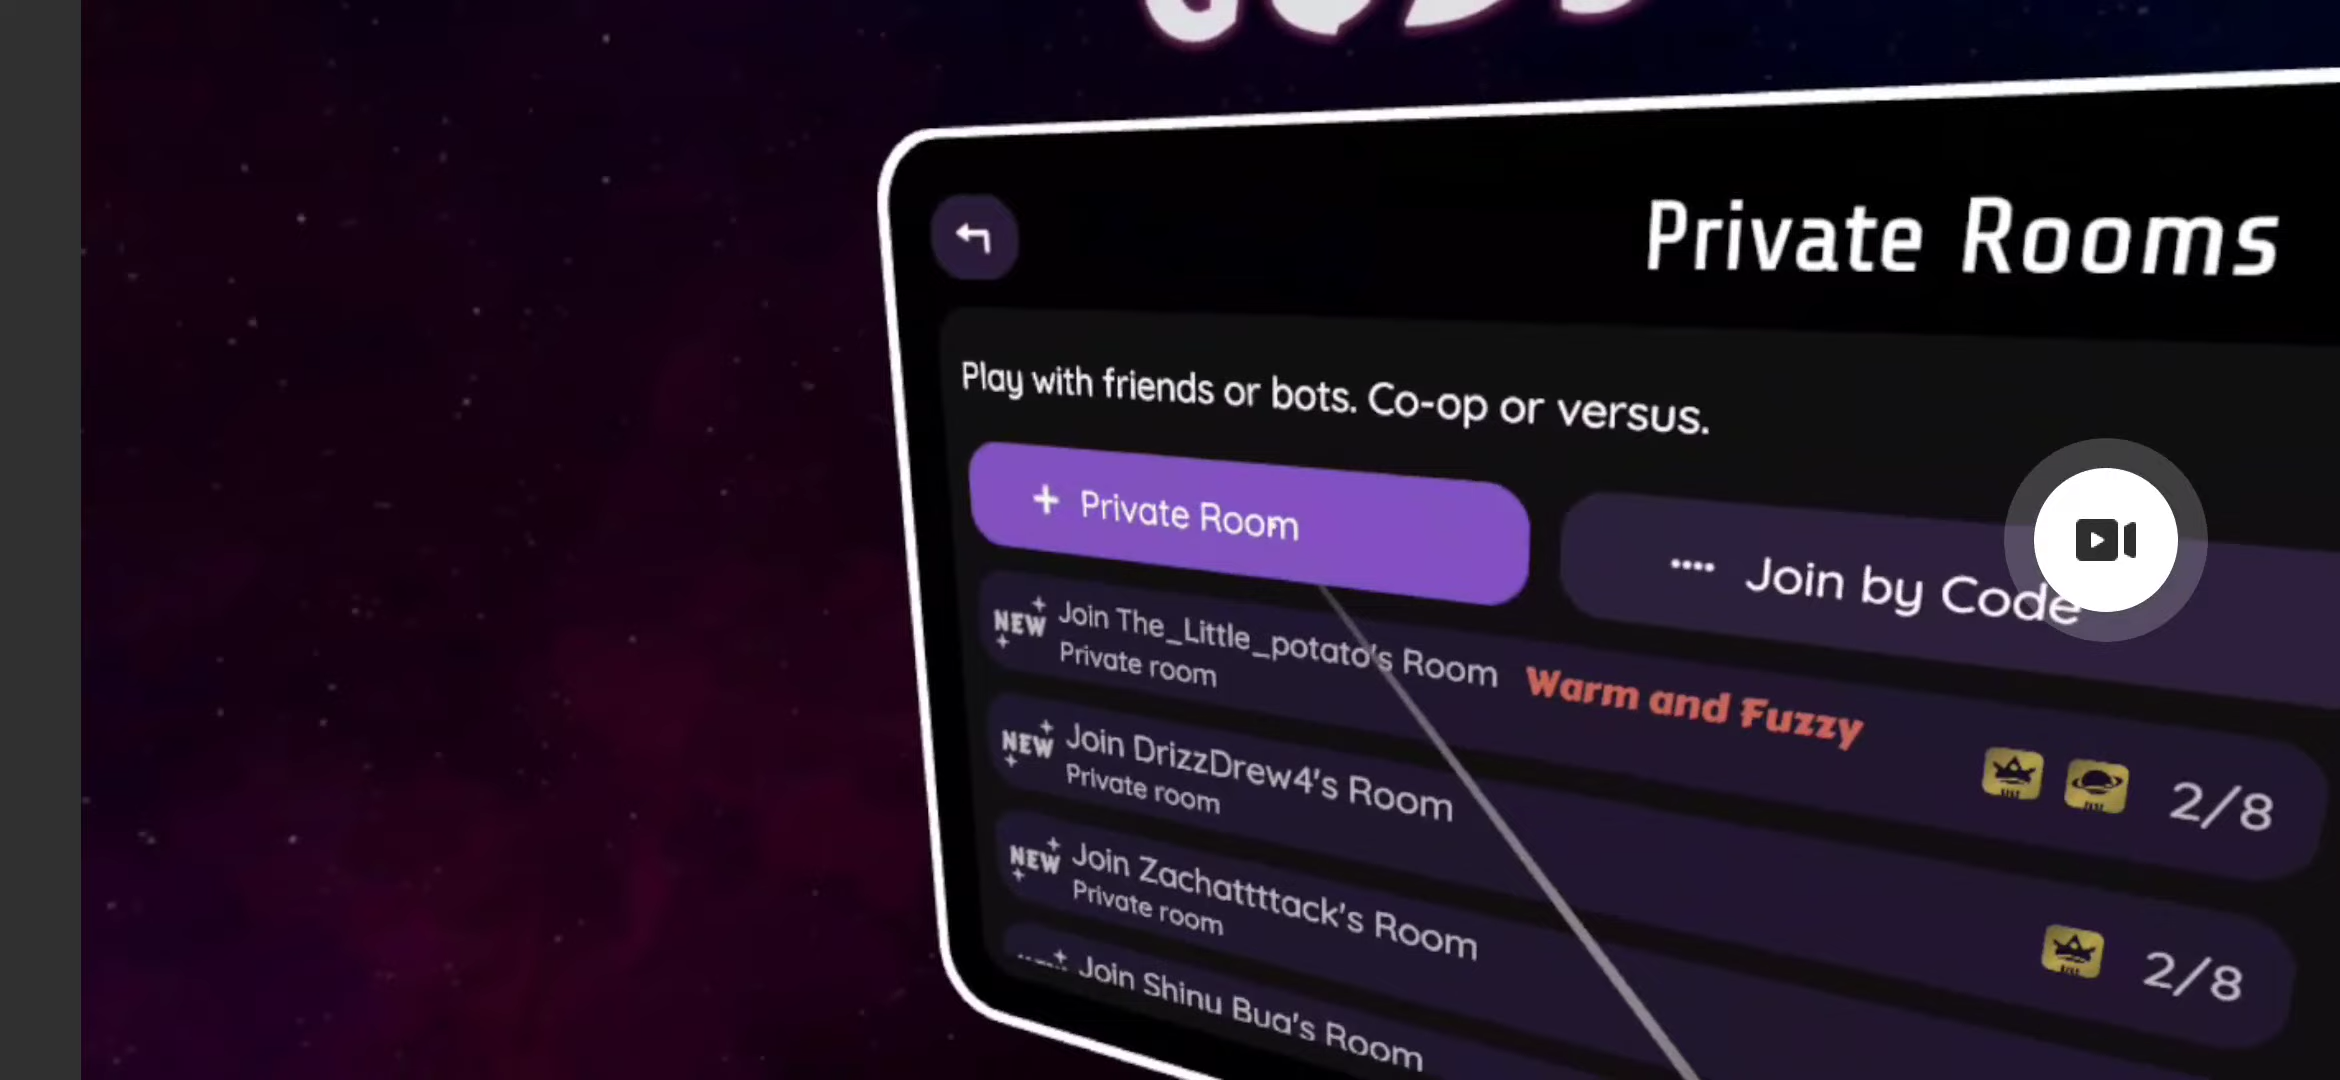 Private Rooms
Play with friends or bots. Co-op or versus.
+ Private Room
Join by Code
NEW Join The_Little_potato's Room Warm and Fuzzy
Private room
2/8
NEW Join DrizzDrew4's Room
Private room
2/8
NEW Join Zachattttack's Room
Private room
Join Shinu Bua's Room